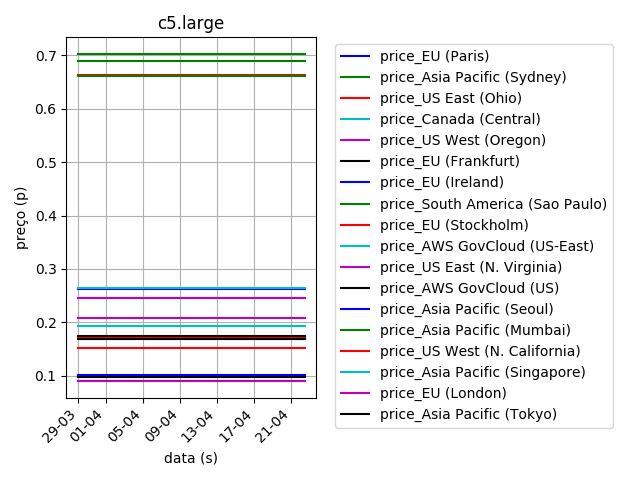 c5.large
preço (p)
0.7
0.6
0.5
0.4
0.3
0.2
0.1
29-03
01-04
05-04
09-04
13-04
17-04
21-04
data (s)
price_EU (Paris)
price_Asia Pacific (Sydney)
price_US East (Ohio)
price_Canada (Central)
price_US West (Oregon)
price_EU (Frankfurt)
price_EU (Ireland)
price_South America (Sao Paulo)
price_EU (Stockholm)
price_AWS GovCloud (US-East)
price_US East (N. Virginia)
price_AWS GovCloud (US)
price_Asia Pacific (Seoul)
price_Asia Pacific (Mumbai)
price_US West (N. California)
price_Asia Pacific (Singapore)
price_EU (London)
price_Asia Pacific (Tokyo)